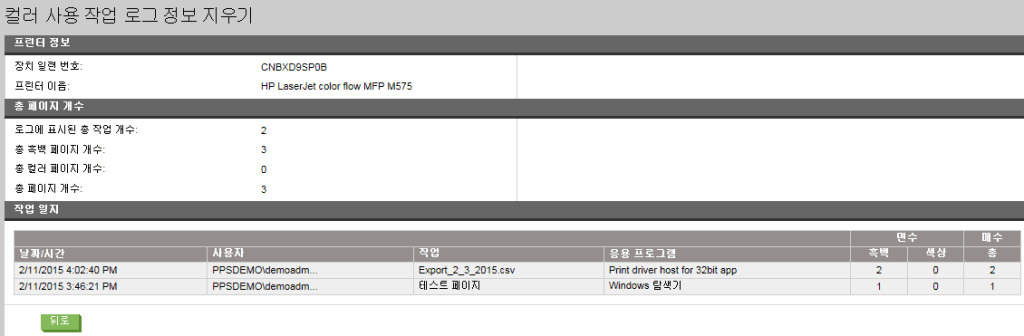 컬러 사용 작업 로그 정보 지우기
프린터 정보
장치 일련 번호: CNBXD9SP0B
프린터 이름: HP LaserJet color flow MFP M575
총 페이지 개수
로그에 표시된 총 작업 개수: 2
총 흑백 페이지 개수: 3
총 컬러 페이지 개수: 0
총 페이지 개수: 3
작업 일지
면수 매수
날짜/시간 사용자 작업 응용 프로그램 흑백 색상 총
2/11/2015 4:02:40 PM PPSDEMO\demoadm... Export_2_3_2015.csv Print driver host for 32bit app 2 0 2
2/11/2015 3:46:21 PM PPSDEMO\demoadm...테스트 페이지 Windows 탐색기 1 0 1
뒤로